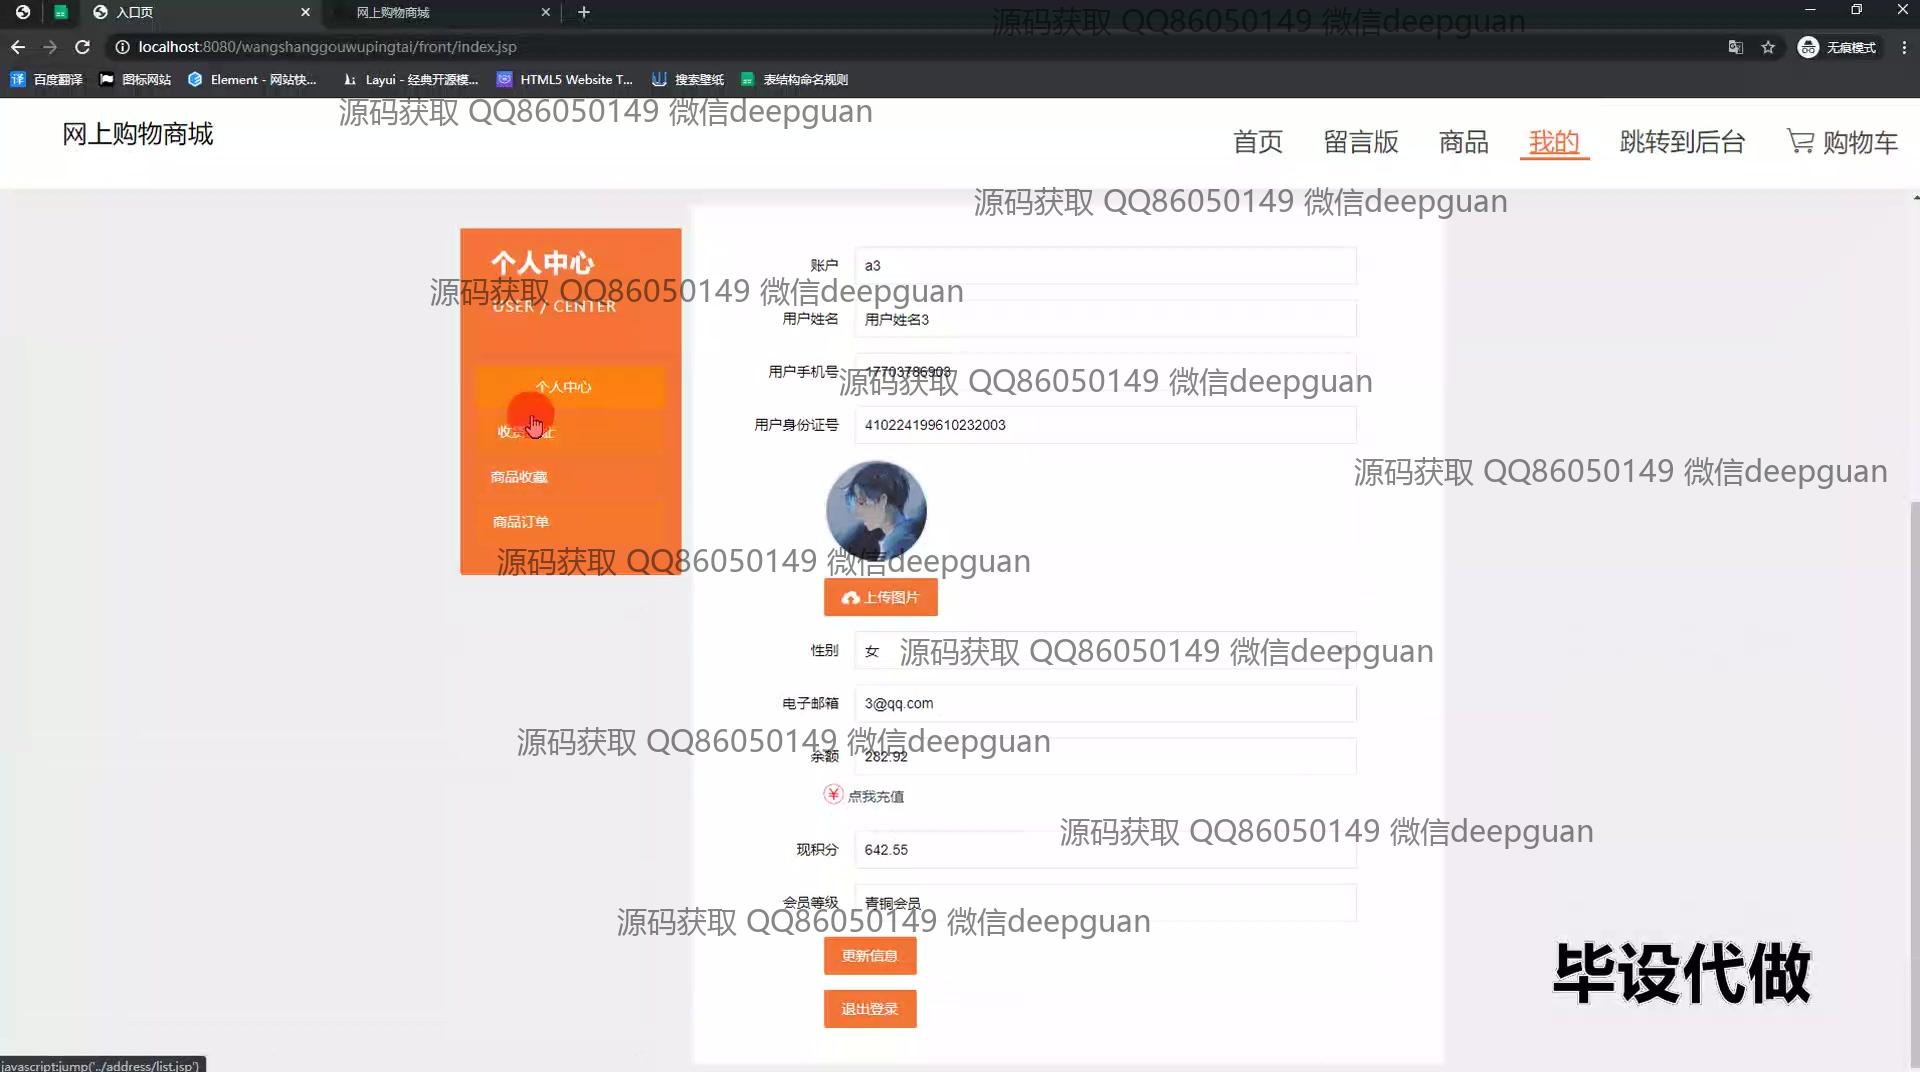 入口页
网上购物商城
localhost:8080/wangshanggouwupingtai/front/index.jsp
无痕模式
百度翻译
图标网站
Element - 网站快...
Layui - 经典开源模...
HTML5 Website T...
搜索壁纸
表结构命名规则
源码获取 QQ86050149 微信deepguan
源码获取 QQ86050149 微信deepguan
网上购物商城
首页
留言版
商品
我的
跳转到后台
购物车
源码获取 QQ86050149 微信deepguan
个人中心
USER / CENTER
源码获取 QQ86050149 微信deepguan
个人中心
商品收藏
商品订单
账户
a3
用户姓名
用户姓名3
用户手机号
17703786903
源码获取 QQ86050149 微信deepguan
用户身份证号
410224199610232003
源码获取 QQ86050149 微信deepguan
源码获取 QQ86050149 微信deepguan
上传图片
性别
女
源码获取 QQ86050149 微信deepguan
电子邮箱
3@qq.com
源码获取 QQ86050149 微信deepguan
余额
282.92
点我充值
源码获取 QQ86050149 微信deepguan
现积分
642.55
会员等级
青铜会员
源码获取 QQ86050149 微信deepguan
更新信息
退出登录
毕设代做
javascript:jump('../address/list.jsp')